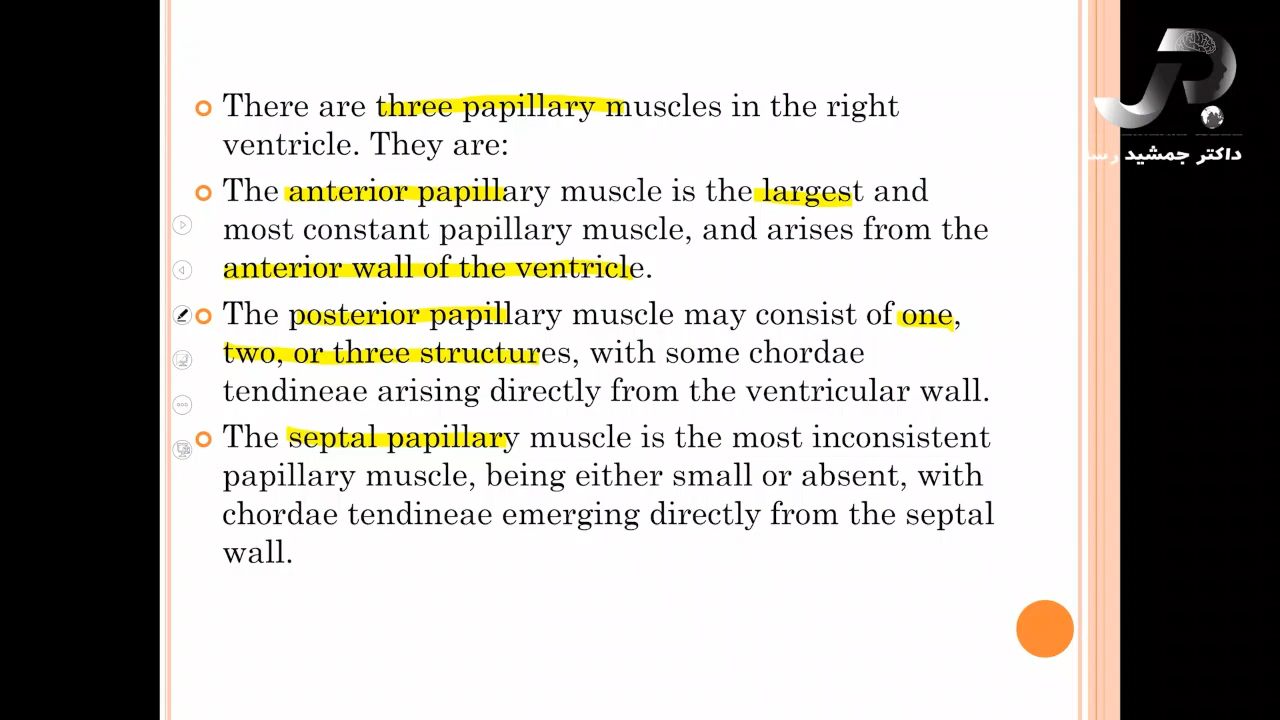 There are three papillary muscles in the right
ventricle. They are:
The anterior papillary muscle is the largest and
most constant papillary muscle, and arises from the
anterior wall of the ventricle.
The posterior papillary muscle may consist of one,
two, or three structures, with some chordae
tendineae arising directly from the ventricular wall.
The septal papillary muscle is the most inconsistent
papillary muscle, being either small or absent, with
chordae tendineae emerging directly from the septal
wall.
داکتر جمشید